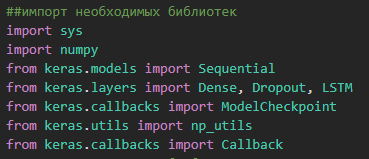 ##импорт необходимых библиотек
import sys
import numpy
from keras.models import Sequential
from keras.layers import Dense, Dropout, LSTM
from keras.callbacks import ModelCheckpoint
from keras.utils import np_utils
from keras.callbacks import Callback